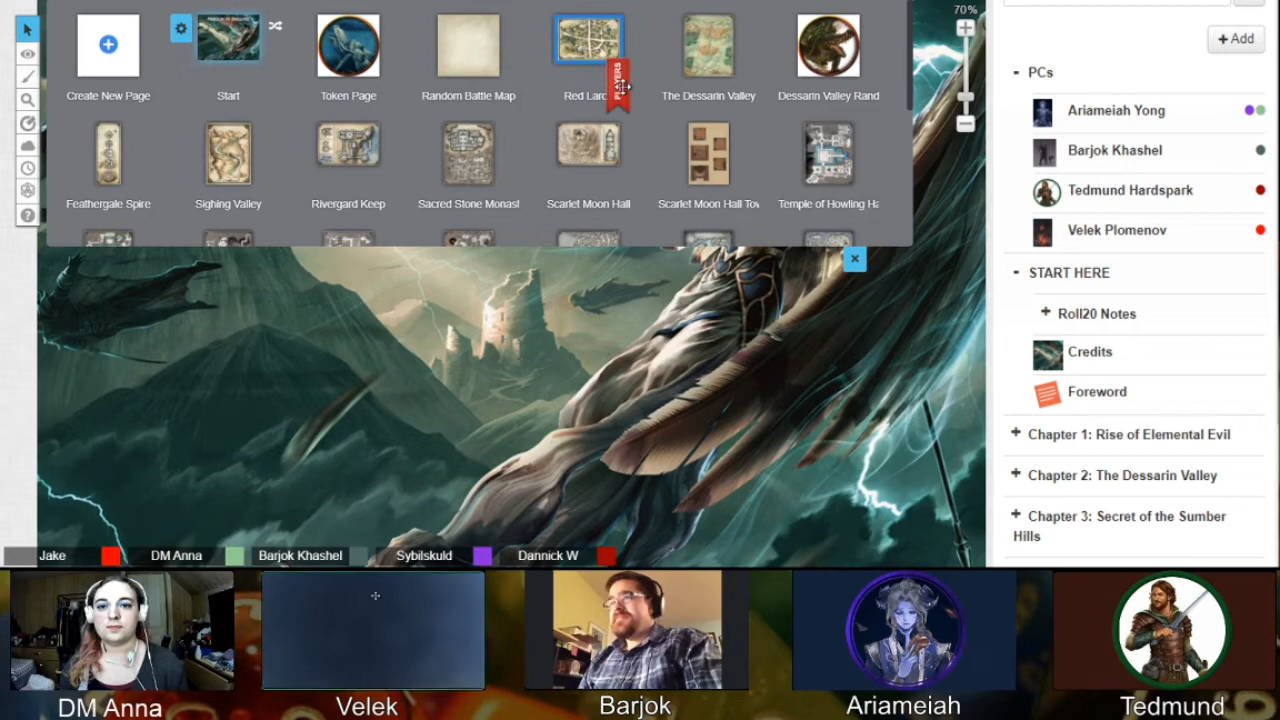 70%
Create New Page
Start
Token Page
Random Battle Map
Red Laro
PLAYERS
The Dessarin Valley
Dessarin Valley Rand
Feathergale Spire
Sighing Valley
Rivergard Keep
Sacred Stone Monast
Scarlet Moon Hall
Scarlet Moon Hall Tov
Temple of Howling Ha
+ Add
PCs
Ariameiah Yong
Barjok Khashel
Tedmund Hardspark
Velek Plomenov
START HERE
Roll20 Notes
Credits
Foreword
Chapter 1: Rise of Elemental Evil
Chapter 2: The Dessarin Valley
Chapter 3: Secret of the Sumber
Hills
Jake
DM Anna
Barjok Khashel
Sybilskuld
Dannick W
DM Anna
Velek
Barjok
Ariameiah
Tedmund